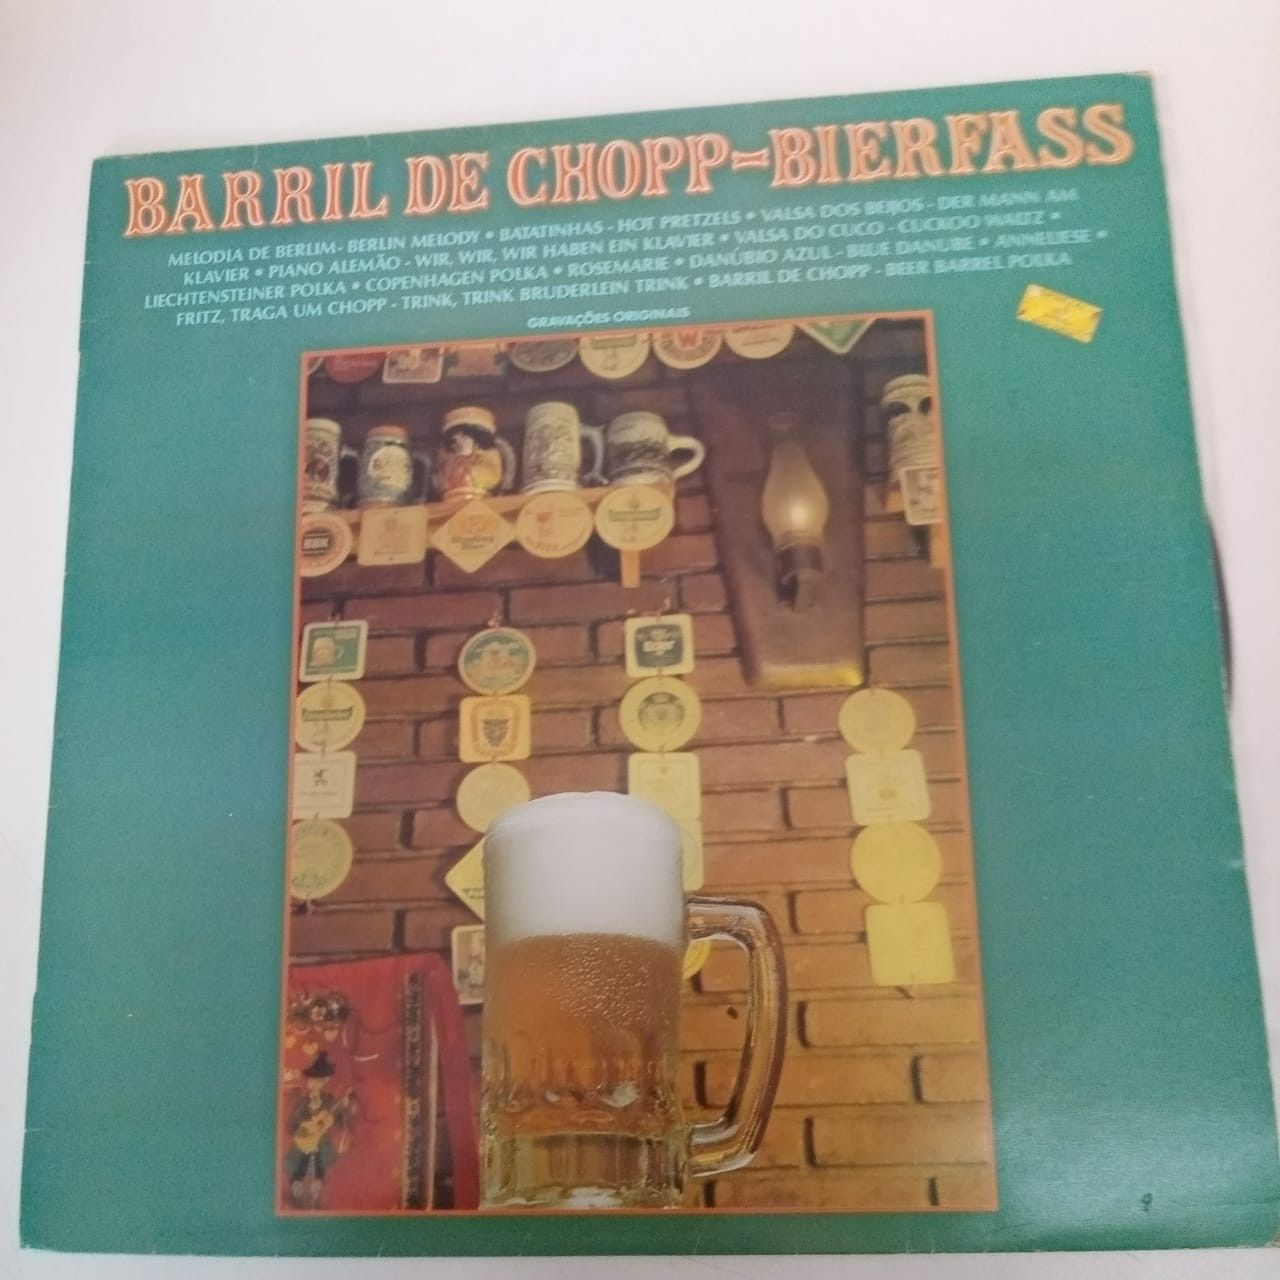 BARRIL DE CHOPP-BIERFASS
MELODIA DE BERLIM - BERLIN MELODY • BATATINHAS - HOT PRETZELS • VALSA DOS BEIJOS - DER MANN AM
KLAVIER • PIANO ALEMÃO - WIR, WIR, WIR HABEN EIN KLAVIER • VALSA DO CUCO - CUCKOO WALTZ •
LIECHTENSTEINER POLKA • COPENHAGEN POLKA • ROSEMARIE • DANÚBIO AZUL - BLUE DANUBE • ANNELIESE •
FRITZ, TRAGA UM CHOPP - TRINK, TRINK BRUDERLEIN TRINK • BARRIL DE CHOPP - BEER BARREL POLKA
GRAVAÇÕES ORIGINAIS
W
BBK